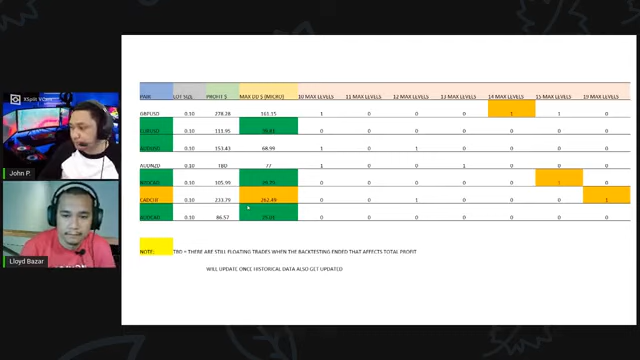 XSplit VCam
John P.
Lloyd Bazar
PAIR LOT SIZE PROFIT $ MAX DD $ (MICRO) 10 MAX LEVELS 11 MAX LEVELS 12 MAX LEVELS 13 MAX LEVELS 14 MAX LEVELS 15 MAX LEVELS 19 MAX LEVELS
GBPUSD 0.10 278.28 161.15 1 0 0 0 1 1 0
0.10 111.95 0 0 0 0 0 0 0
0.10 153.43 68.99 0 0 1 0 0 0 0
AUDNZD 0.10 TBD 77 1 0 0 1 0 0 0
0.10 105.99 0 0 0 0 0 1 0
0.10 233.79 262.49 0 0 1 0 0 0 1
0.10 86.57 0 0 0 0 0 0 0
NOTE: TBD = THERE ARE STILL FLOATING TRADES WHEN THE BACKTESTING ENDED THAT AFFECTS TOTAL PROFIT
WILL UPDATE ONCE HISTORICAL DATA ALSO GET UPDATED